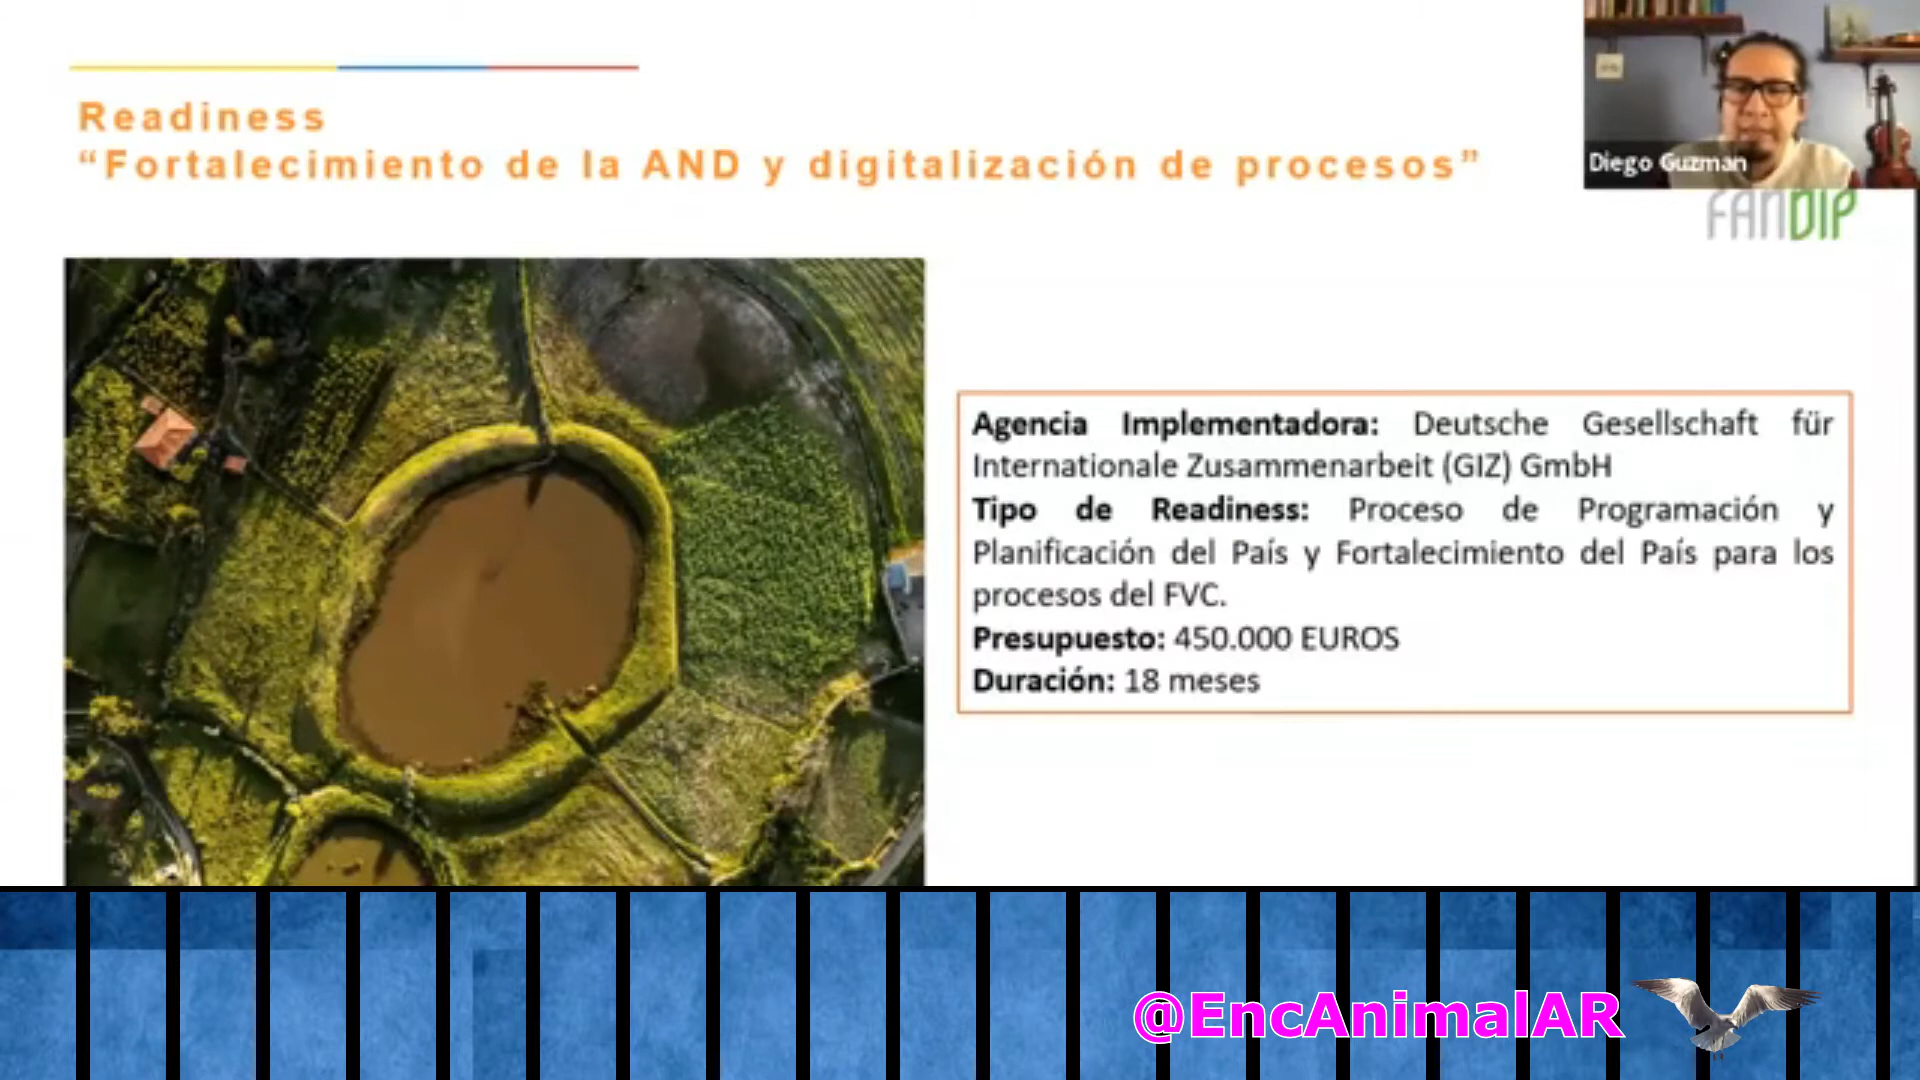 Readiness
“Fortalecimiento de la AND y digitalización de procesos”
Diego Guzman
FANDIP
Agencia Implementadora: Deutsche Gesellschaft für
Internationale Zusammenarbeit (GIZ) GmbH
Tipo de Readiness: Proceso de Programación y
Planificación del País y Fortalecimiento del País para los
procesos del FVC.
Presupuesto: 450.000 EUROS
Duración: 18 meses
@EncAnimalAR